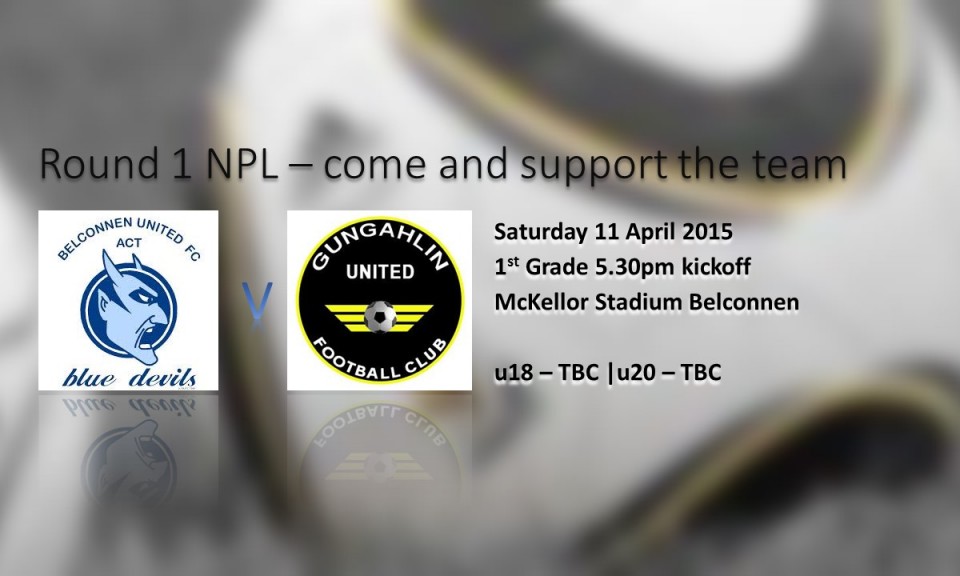 Round 1 NPL – come and support the team
BELCONNEN UNITED FC
ACT
blue devils
V
GUNGAHLIN
UNITED
FOOTBALL CLUB
Saturday 11 April 2015
1st Grade 5.30pm kickoff
McKellor Stadium Belconnen
u18 – TBC |u20 – TBC